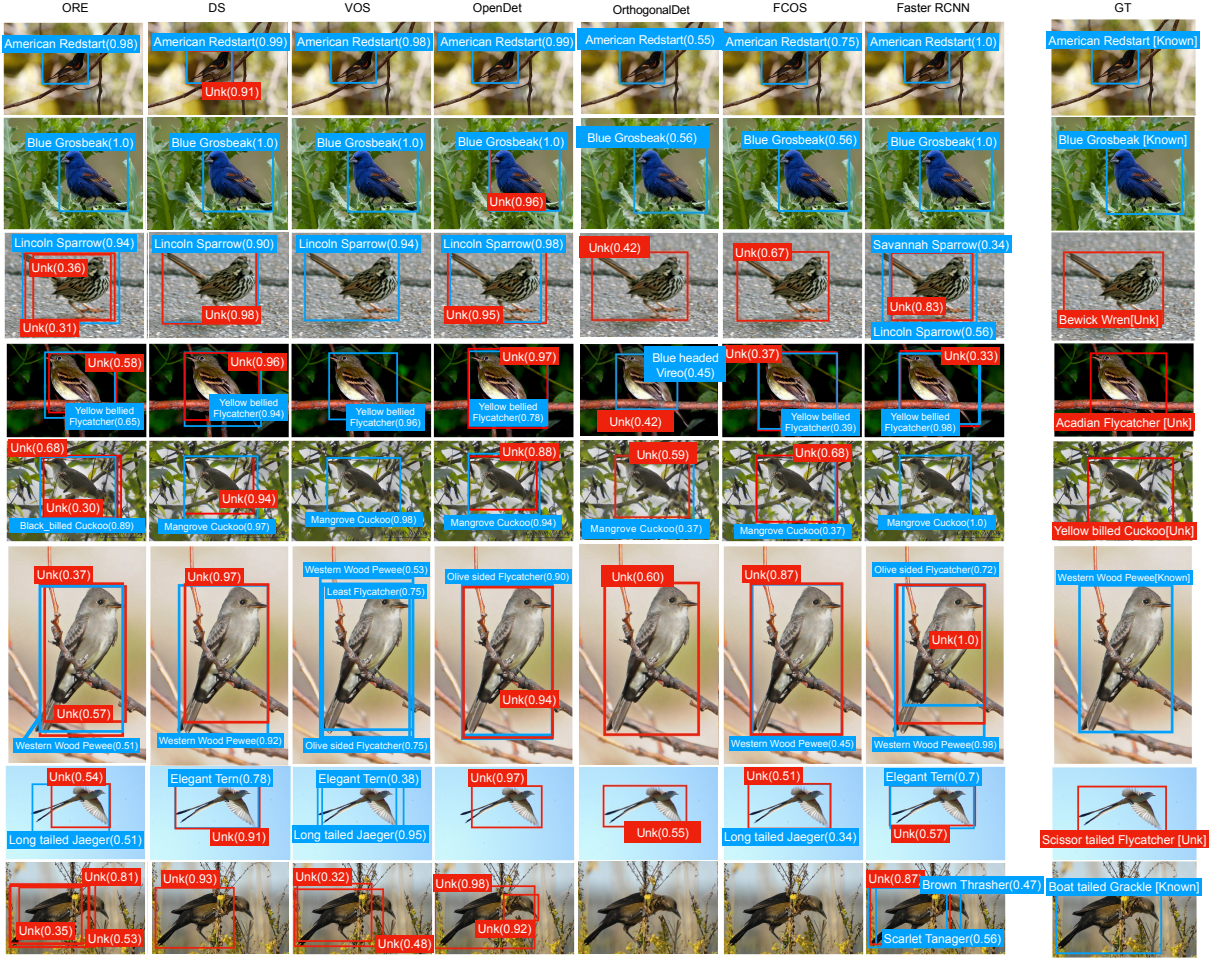 ORE DS VOS OpenDet OrthogonalDet FCOS Faster RCNN GT
American Redstart(0.98) American Redstart(0.99) American Redstart(0.98) American Redstart(0.99) American Redstart(0.55) American Redstart(0.75) American Redstart(1.0) American Redstart [Known]
Unk(0.91)
Blue Grosbeak(1.0) Blue Grosbeak(1.0) Blue Grosbeak(1.0) Blue Grosbeak(1.0) Blue Grosbeak(0.56) Blue Grosbeak(0.56) Blue Grosbeak(1.0) Blue Grosbeak [Known]
Unk(0.96)
Lincoln Sparrow(0.94) Lincoln Sparrow(0.90) Lincoln Sparrow(0.94) Lincoln Sparrow(0.98) Unk(0.42) Unk(0.67) Savannah Sparrow(0.34)
Unk(0.36)
Unk(0.31) Unk(0.98) Unk(0.95) Unk(0.83) Bewick Wren[Unk]
Lincoln Sparrow(0.56)
Unk(0.58) Unk(0.96) Unk(0.97) Blue headed Unk(0.37) Unk(0.33)
Vireo(0.45)
Yellow bellied Yellow bellied Yellow bellied Yellow bellied Yellow bellied Yellow bellied
Flycatcher(0.65) Flycatcher(0.94) Flycatcher(0.96) Flycatcher(0.78) Unk(0.42) Flycatcher(0.39) Flycatcher(0.98) Acadian Flycatcher [Unk]
Unk(0.68) Unk(0.88) Unk(0.59) Unk(0.68)
Unk(0.30) Unk(0.94)
Black_billed Cuckoo(0.89) Mangrove Cuckoo(0.97) Mangrove Cuckoo(0.98) Mangrove Cuckoo(0.94) Mangrove Cuckoo(0.37) Mangrove Cuckoo(0.37) Mangrove Cuckoo(1.0) Yellow billed Cuckoo[Unk]
Unk(0.37) Unk(0.97) Western Wood Pewee(0.53) Olive sided Flycatcher(0.90) Unk(0.60) Unk(0.87) Olive sided Flycatcher(0.72) Western Wood Pewee[Known]
Least Flycatcher(0.75)
Unk(1.0)
Unk(0.57) Unk(0.94)
Western Wood Pewee(0.51) Western Wood Pewee(0.92) Olive sided Flycatcher(0.75) Western Wood Pewee(0.45) Western Wood Pewee(0.98)
Unk(0.54) Elegant Tern(0.78) Elegant Tern(0.38) Unk(0.97) Unk(0.51) Elegant Tern(0.7)
Long tailed Jaeger(0.51) Unk(0.91) Long tailed Jaeger(0.95) Unk(0.55) Long tailed Jaeger(0.34) Unk(0.57) Scissor tailed Flycatcher [Unk]
Unk(0.81) Unk(0.93) Unk(0.32) Unk(0.98) Unk(0.87) Brown Thrasher(0.47) Boat tailed Grackle [Known]
Unk(0.35) Unk(0.53) Unk(0.48) Unk(0.92) Scarlet Tanager(0.56)